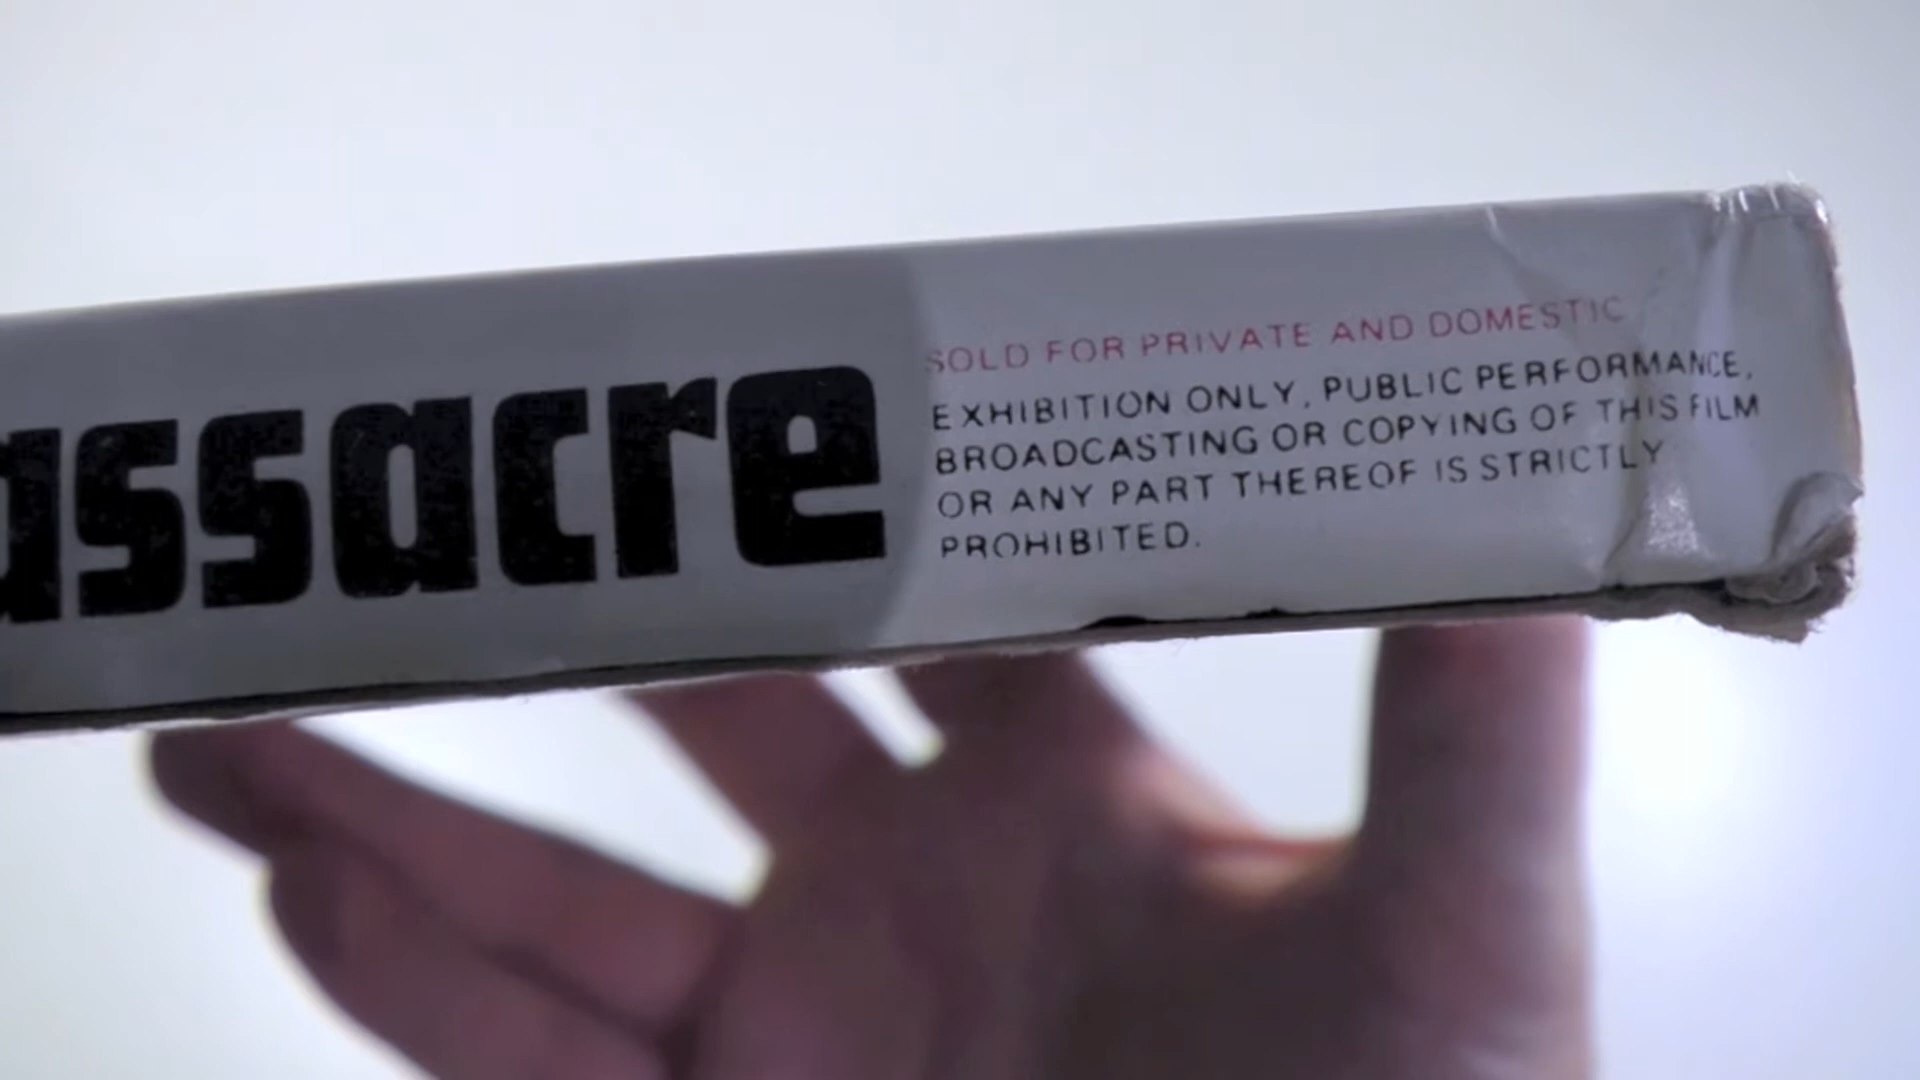 assacre
SOLD FOR PRIVATE AND DOMESTIC
EXHIBITION ONLY, PUBLIC PERFORMANCE,
BROADCASTING OR COPYING OF THIS FILM
OR ANY PART THEREOF IS STRICTLY
PROHIBITED.